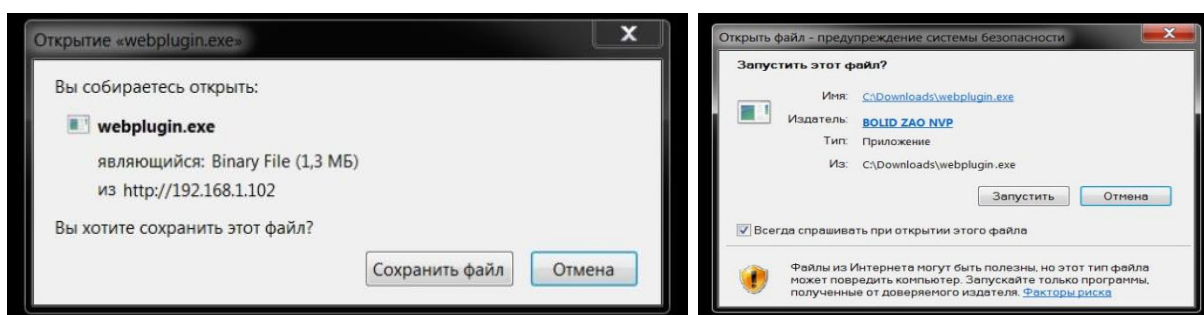 Открытие «webplugin.exe»
Вы собираетесь открыть:
webplugin.exe
являющийся: Binary File (1,3 МБ)
из http://192.168.1.102
Вы хотите сохранить этот файл?
Сохранить файл Отмена
Открыть файл - предупреждение системы безопасности
Запустить этот файл?
Имя: C:\Downloads\webplugin.exe
Издатель: BOLID ZAO NVP
Тип: Приложение
Из: C:\Downloads\webplugin.exe
Запустить Отмена
Всегда спрашивать при открытии этого файла
Файлы из Интернета могут быть полезны, но этот тип файла
может повредить компьютер. Запускайте только программы,
полученные от доверяемого издателя. Факторы риска